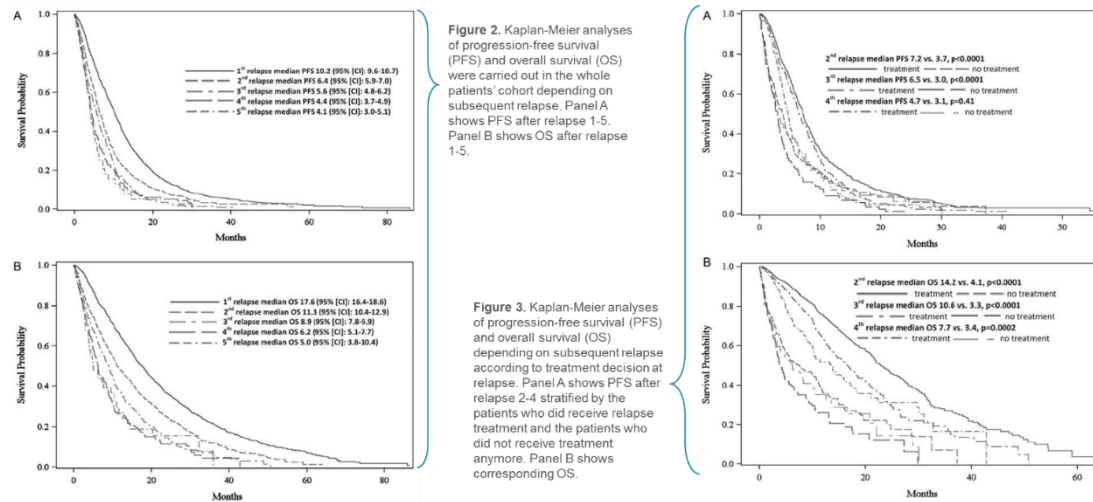 A
1.0
0.8
0.6
0.4
0.2
0.0
Survival Probability
1st relapse median PFS 10.2 (95% [CI]: 9.6-10.7)
2nd relapse median PFS 6.4 (95% [CI]: 5.9-7.0)
3rd relapse median PFS 5.6 (95% [CI]: 4.8-6.2)
4th relapse median PFS 4.4 (95% [CI]: 3.7-4.9)
5th relapse median PFS 4.1 (95% [CI]: 3.0-5.1)
0 20 40 60 80
Months
B
1.0
0.8
0.6
0.4
0.2
0.0
Survival Probability
1st relapse median OS 17.6 (95% [CI]: 16.4-18.6)
2nd relapse median OS 11.3 (95% [CI]: 10.4-12.9)
3rd relapse median OS 8.9 (95% [CI]: 7.8-9.9)
4th relapse median OS 6.2 (95% [CI]: 5.1-7.7)
5th relapse median OS 5.0 (95% [CI]: 3.8-10.4)
0 20 40 60 80
Months
Figure 2. Kaplan-Meier analyses
of progression-free survival
(PFS) and overall survival (OS)
were carried out in the whole
patients' cohort depending on
subsequent relapse. Panel A
shows PFS after relapse 1-5.
Panel B shows OS after relapse
1-5.
Figure 3. Kaplan-Meier analyses
of progression-free survival (PFS)
and overall survival (OS)
depending on subsequent relapse
according to treatment decision at
relapse. Panel A shows PFS after
relapse 2-4 stratified by the
patients who did receive relapse
treatment and the patients who
did not receive treatment
anymore. Panel B shows
corresponding OS.
A
1.0
0.8
0.6
0.4
0.2
0.0
Survival Probability
2nd relapse median PFS 7.2 vs. 3.7, p<0.0001
treatment no treatment
3rd relapse median PFS 6.5 vs. 3.0, p<0.0001
treatment no treatment
4th relapse median PFS 4.7 vs. 3.1, p=0.41
treatment no treatment
0 10 20 30 40 50
Months
B
1.0
0.8
0.6
0.4
0.2
0.0
Survival Probability
2nd relapse median OS 14.2 vs. 4.1, p<0.0001
treatment no treatment
3rd relapse median OS 10.6 vs. 3.3, p<0.0001
treatment no treatment
4th relapse median OS 7.7 vs. 3.4, p=0.0002
treatment no treatment
0 20 40 60
Months